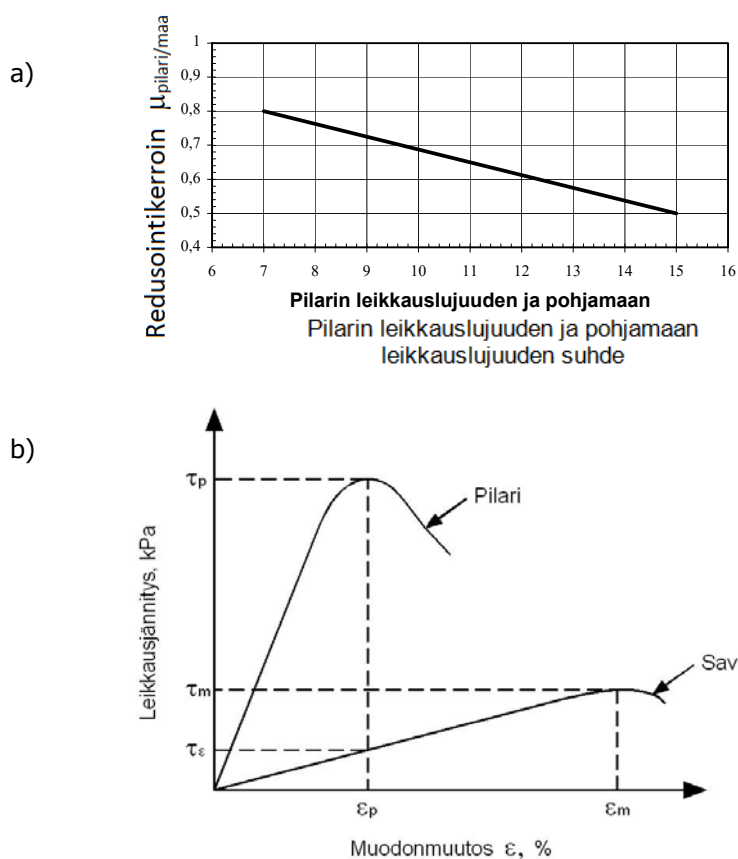 a)
Redusointikerroin μpilari/maa
1
0,9
0,8
0,7
0,6
0,5
0,4
6 7 8 9 10 11 12 13 14 15 16
Pilarin leikkauslujuuden ja pohjamaan
Pilarin leikkauslujuuden ja pohjamaan
leikkauslujuuden suhde
b)
Leikkausjännitys, kPa
τp
Pilari
τm
Sav
τε
εp εm
Muodonmuutos ε, %